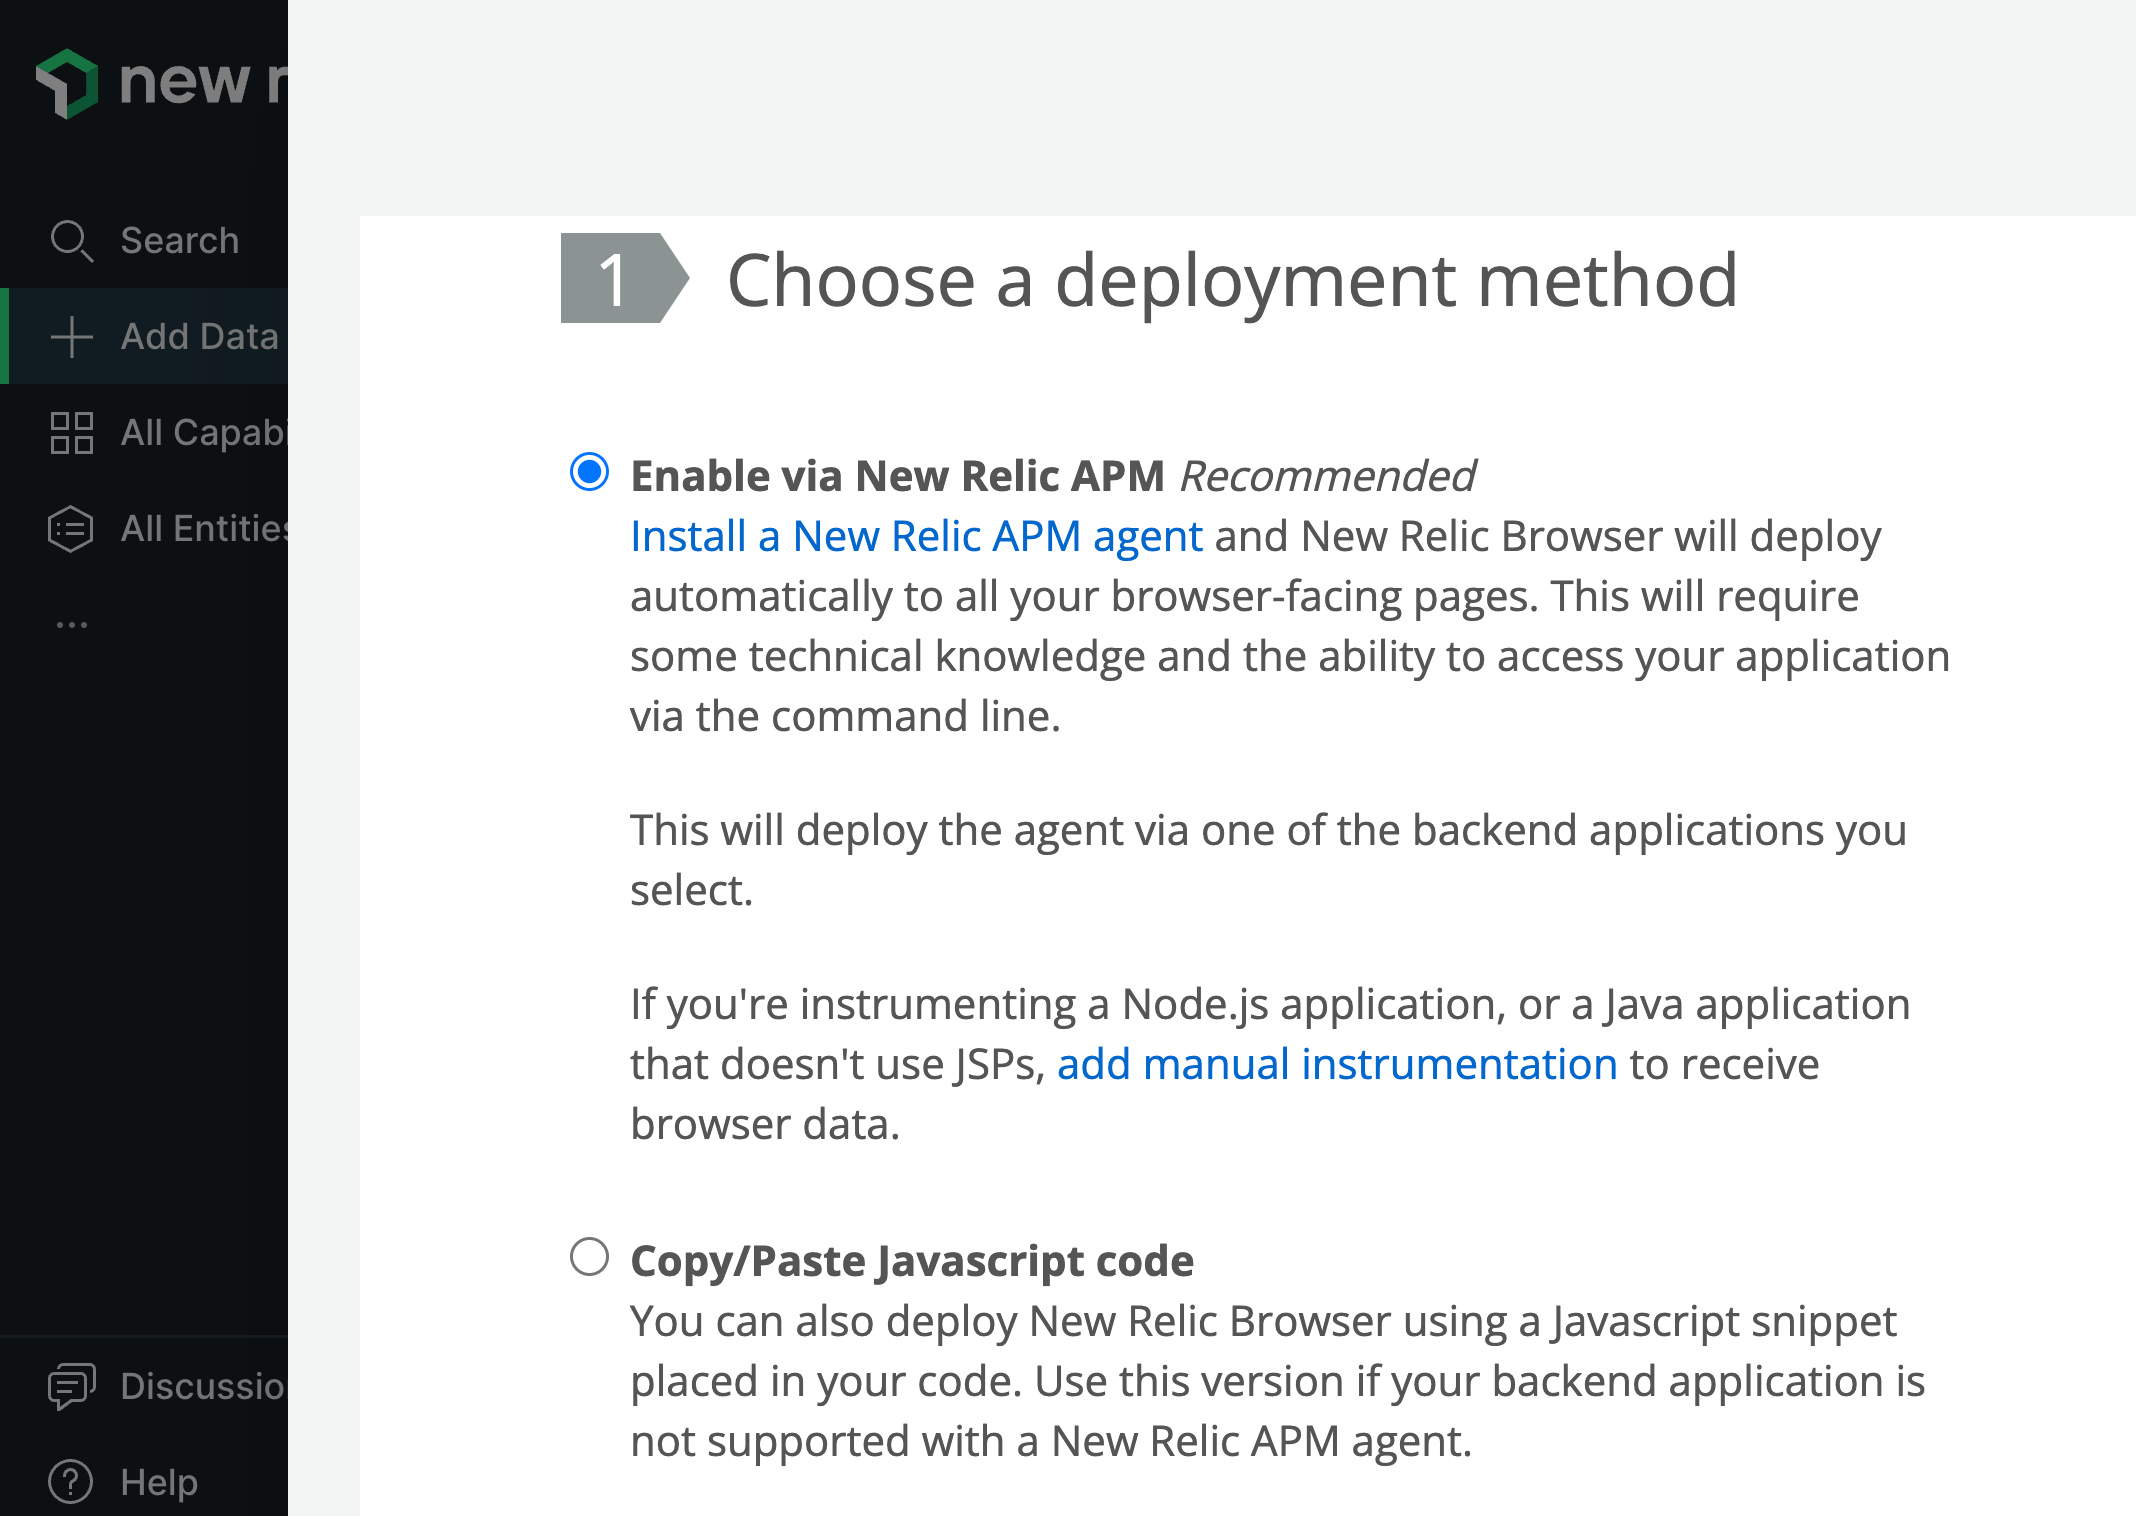 new r
Search
Add Data
All Capabi
All Entities
...
Discussio
Help
1 Choose a deployment method
Enable via New Relic APM Recommended
Install a New Relic APM agent and New Relic Browser will deploy
automatically to all your browser-facing pages. This will require
some technical knowledge and the ability to access your application
via the command line.
This will deploy the agent via one of the backend applications you
select.
If you're instrumenting a Node.js application, or a Java application
that doesn't use JSPs, add manual instrumentation to receive
browser data.
Copy/Paste Javascript code
You can also deploy New Relic Browser using a Javascript snippet
placed in your code. Use this version if your backend application is
not supported with a New Relic APM agent.